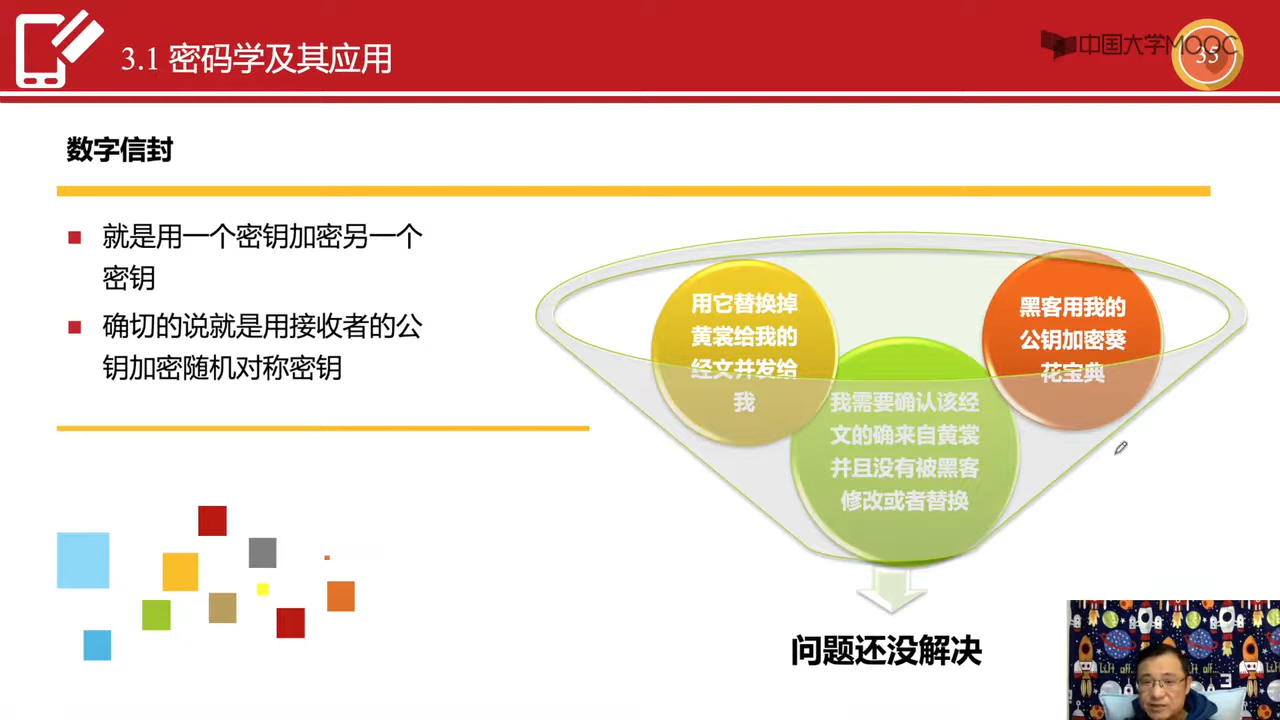 3.1 密码学及其应用
中国大学MOOC
35
数字信封
就是用一个密钥加密另一个
密钥
确切的说就是用接收者的公
钥加密随机对称密钥
用它替换掉
黄裳给我的
经文并发给
我
我需要确认该经
文的确来自黄裳
并且没有被黑客
修改或者替换
黑客用我的
公钥加密葵
花宝典
问题还没解决